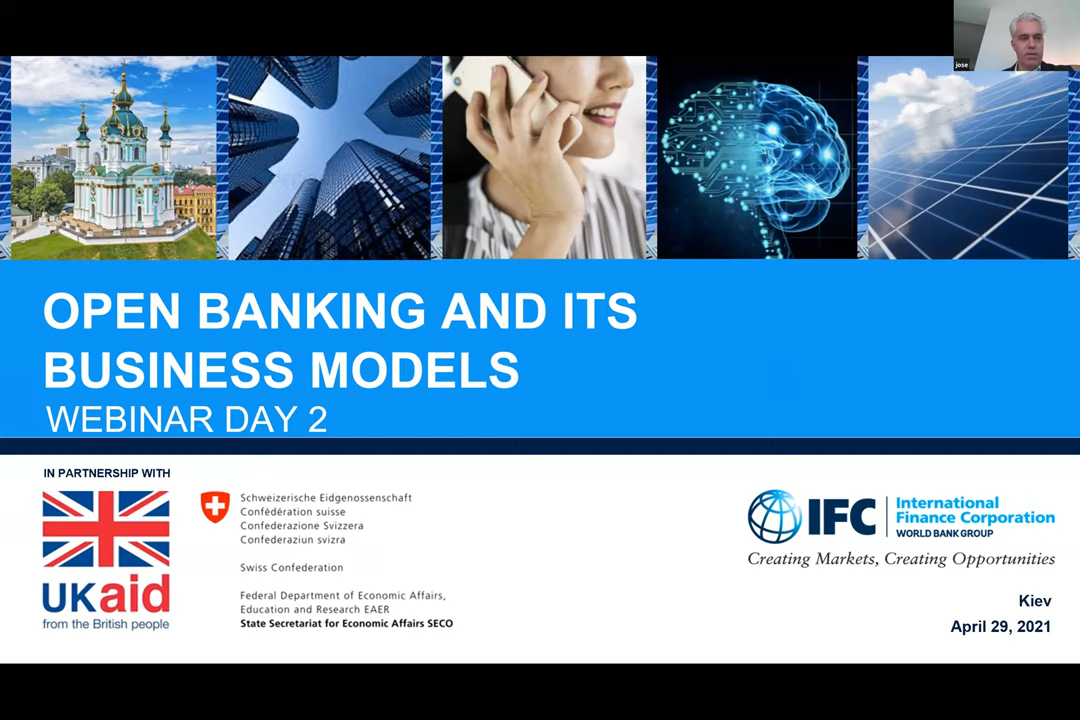 jose
OPEN BANKING AND ITS
BUSINESS MODELS
WEBINAR DAY 2
IN PARTNERSHIP WITH
UKaid
from the British people
Schweizerische Eidgenossenschaft
Confédération suisse
Confederazione Svizzera
Confederaziun svizra
Swiss Confederation
Federal Department of Economic Affairs,
Education and Research EAER
State Secretariat for Economic Affairs SECO
IFC
International
Finance Corporation
WORLD BANK GROUP
Creating Markets, Creating Opportunities
Kiev
April 29, 2021